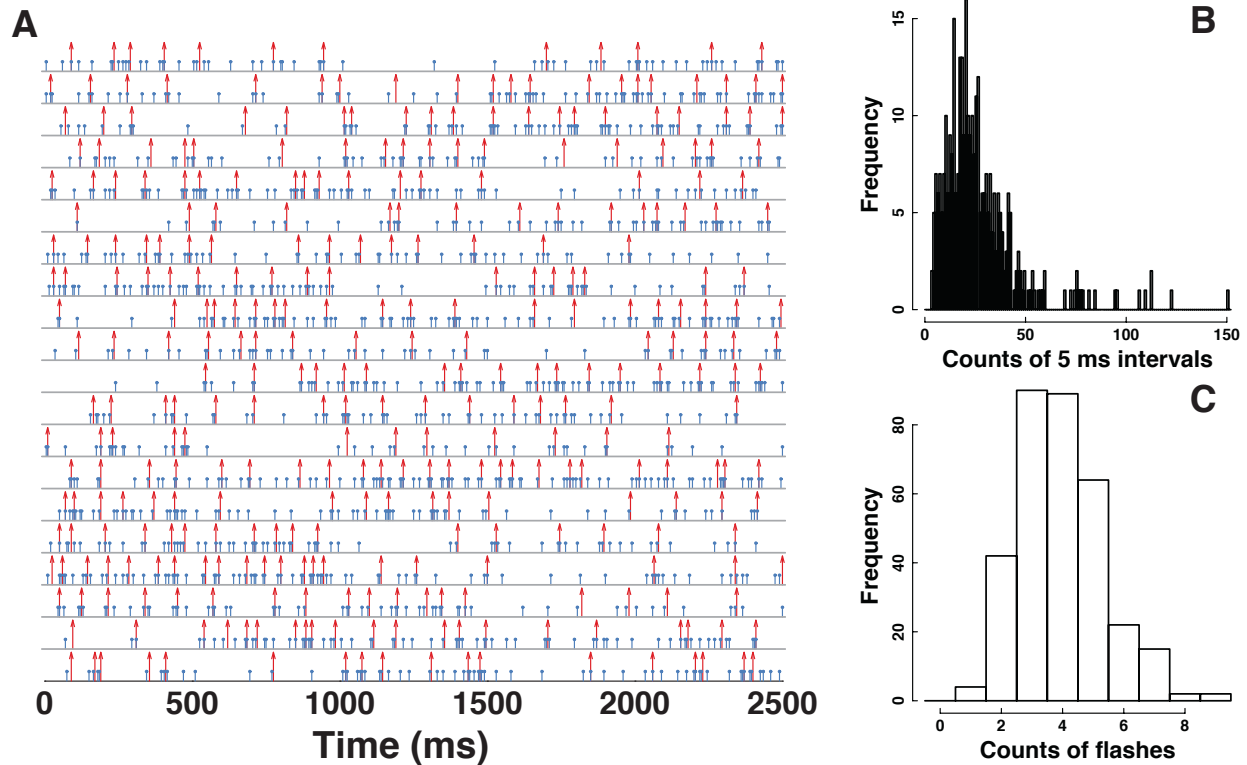 A
0 500 1000 1500 2000 2500
Time (ms)
B
15
10
5
0
Frequency
0 50 100 150
Counts of 5 ms intervals
C
80
60
40
20
0
Frequency
0 2 4 6 8
Counts of flashes